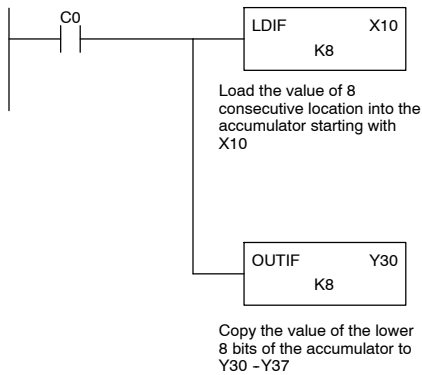 C0
LDIF X10
K8
Load the value of 8
consecutive location into the
accumulator starting with
X10
OUTIF Y30
K8
Copy the value of the lower
8 bits of the accumulator to
Y30 -Y37